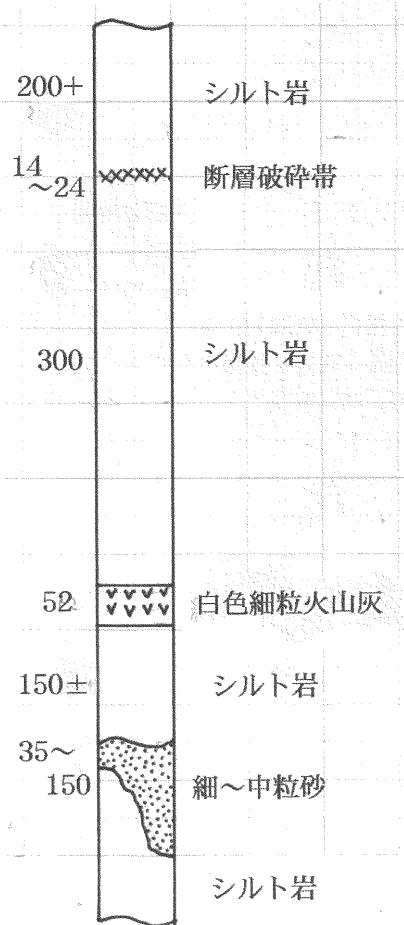 200+ シルト岩
14
～24 断層破砕帯
300 シルト岩
52 白色細粒火山灰
150± シルト岩
35～
150 細～中粒砂
シルト岩